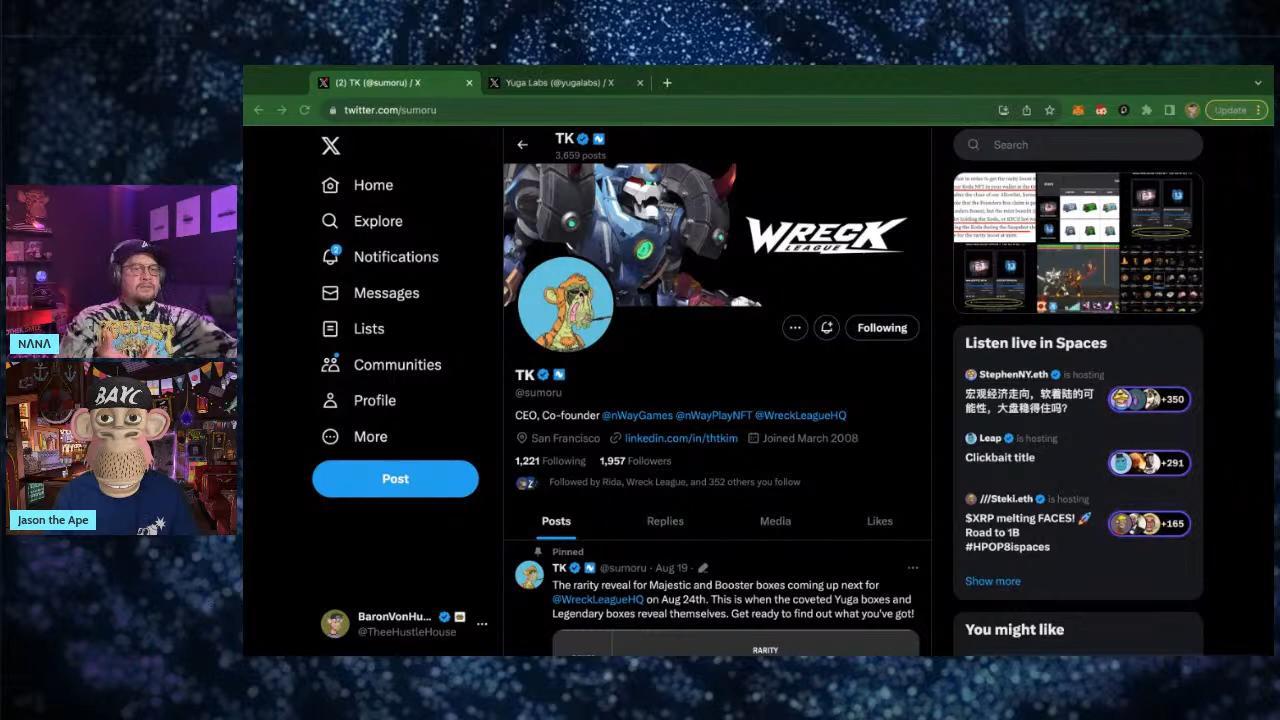 (2) TK (@sumoru) / X
Yuga Labs (@yugalabs) / X
twitter.com/sumoru
Update
Home
Explore
2
Notifications
Messages
Lists
Communities
Profile
More
Post
BaronVonHu...
@TheeHustleHouse
TK
3,659 posts
WRECK
LEAGUE
Following
TK
@sumoru
CEO, Co-founder @nWayGames @nWayPlayNFT @WreckLeagueHQ
San Francisco linkedin.com/in/thtkim Joined March 2008
1,221 Following 1,957 Followers
Followed by Rida, Wreck League, and 352 others you follow
Posts Replies Media Likes
Pinned
TK @sumoru · Aug 19 ·
The rarity reveal for Majestic and Booster boxes coming up next for
@WreckLeagueHQ on Aug 24th. This is when the coveted Yuga boxes and
Legendary boxes reveal themselves. Get ready to find out what you've got!
RARITY
Search
Listen live in Spaces
StephenNY.eth is hosting
宏观经济走向，软着陆的可
能性，大盘稳得住吗？
+350
Leap is hosting
Clickbait title
+291
///Steki.eth is hosting
$XRP melting FACES! 🚀
Road to 1B
#HPOP8ispaces
+165
Show more
You might like
NΛNΛ
BAYC
Jason the Ape